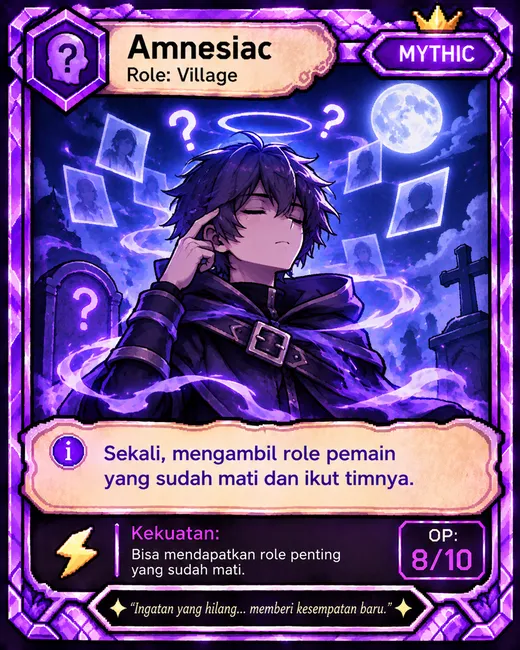 ?
Amnesiac
Role: Village
MYTHIC
?
?
?
i
Sekali, mengambil role pemain
yang sudah mati dan ikut timnya.
Kekuatan:
Bisa mendapatkan role penting
yang sudah mati.
OP:
8/10
"Ingatan yang hilang... memberi kesempatan baru."